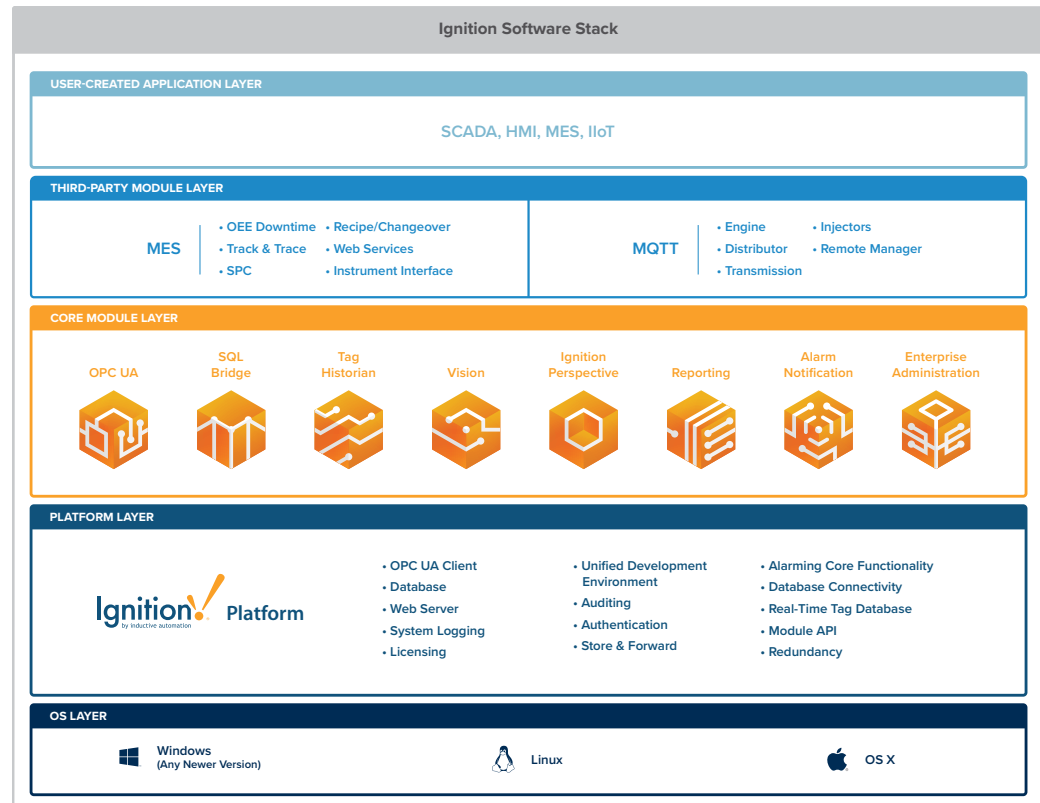 Ignition Software Stack
USER-CREATED APPLICATION LAYER
SCADA, HMI, MES, IIoT
THIRD-PARTY MODULE LAYER
MES
• OEE Downtime
• Track & Trace
• SPC
• Recipe/Changeover
• Web Services
• Instrument Interface
MQTT
• Engine
• Distributor
• Transmission
• Injectors
• Remote Manager
CORE MODULE LAYER
OPC UA
SQL
Bridge
Tag
Historian
Vision
Ignition
Perspective
Reporting
Alarm
Notification
Enterprise
Administration
PLATFORM LAYER
Ignition!
by inductive automation
Platform
• OPC UA Client
• Database
• Web Server
• System Logging
• Licensing
• Unified Development
Environment
• Auditing
• Authentication
• Store & Forward
• Alarming Core Functionality
• Database Connectivity
• Real-Time Tag Database
• Module API
• Redundancy
OS LAYER
Windows
(Any Newer Version)
Linux
OS X